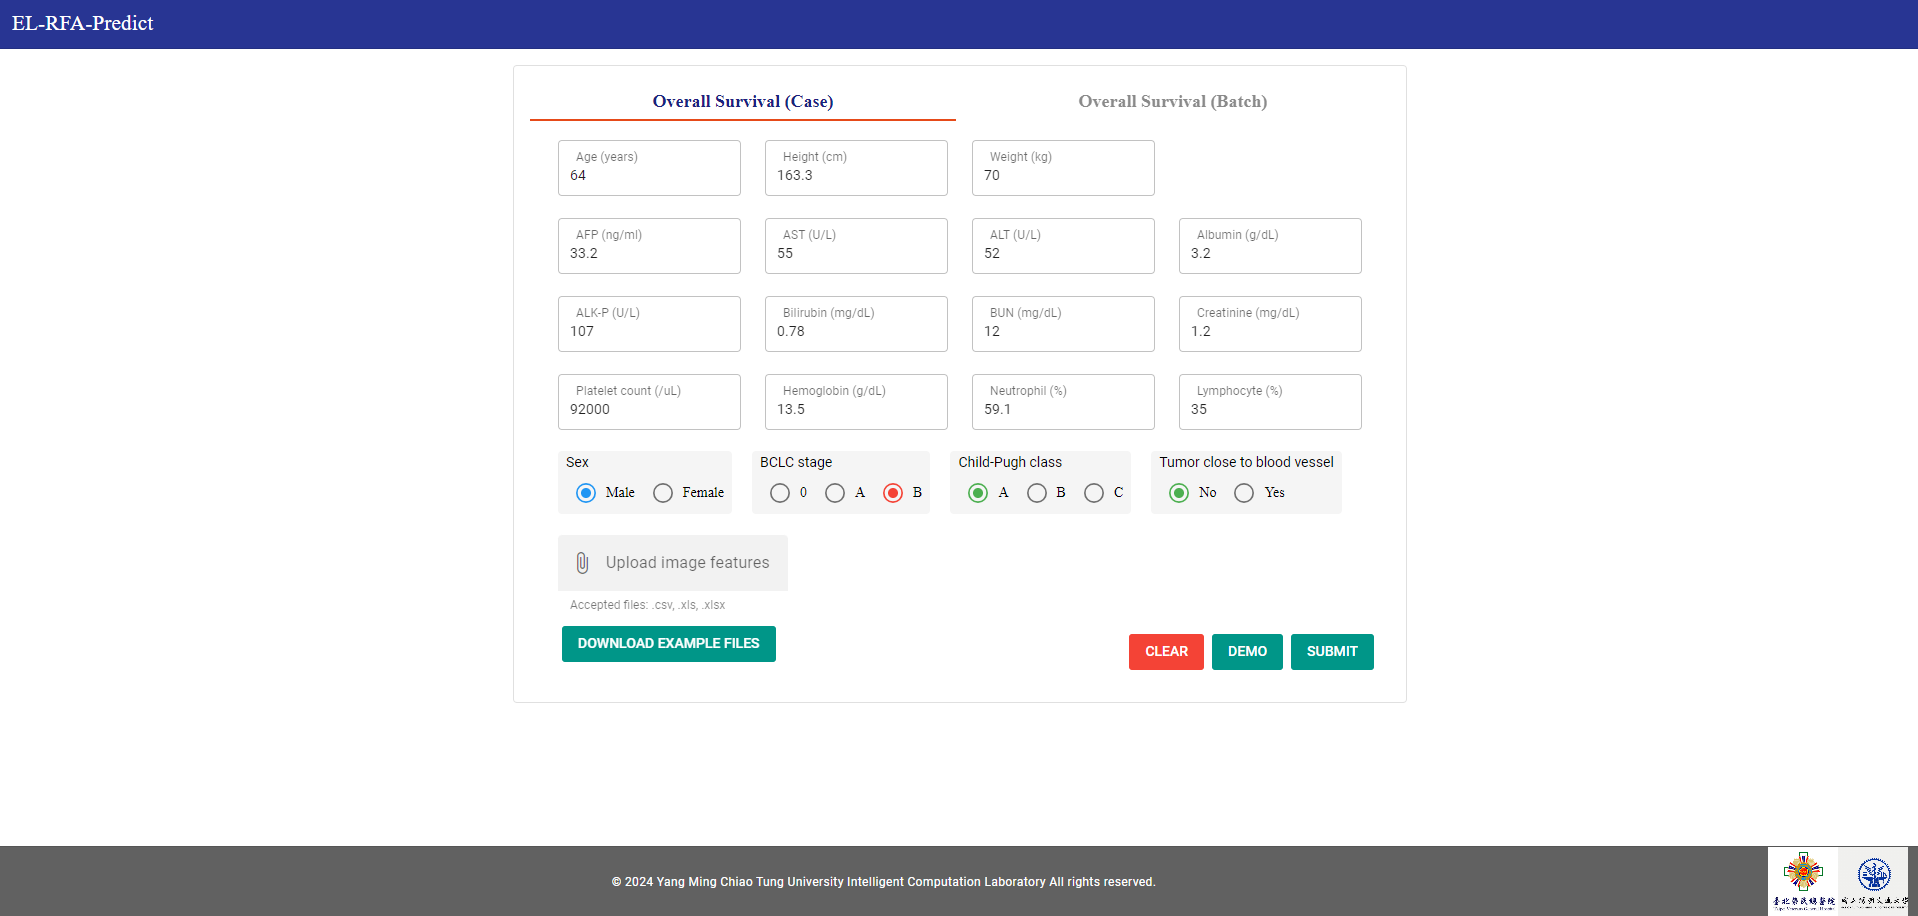 EL-RFA-Predict
Overall Survival (Case) Overall Survival (Batch)
Age (years) Height (cm) Weight (kg)
64 163.3 70
AFP (ng/ml) AST (U/L) ALT (U/L) Albumin (g/dL)
33.2 55 52 3.2
ALK-P (U/L) Bilirubin (mg/dL) BUN (mg/dL) Creatinine (mg/dL)
107 0.78 12 1.2
Platelet count (/uL) Hemoglobin (g/dL) Neutrophil (%) Lymphocyte (%)
92000 13.5 59.1 35
Sex BCLC stage Child-Pugh class Tumor close to blood vessel
Male Female 0 A B A B C No Yes
Upload image features
Accepted files: .csv, .xls, .xlsx
DOWNLOAD EXAMPLE FILES
CLEAR DEMO SUBMIT
© 2024 Yang Ming Chiao Tung University Intelligent Computation Laboratory All rights reserved.